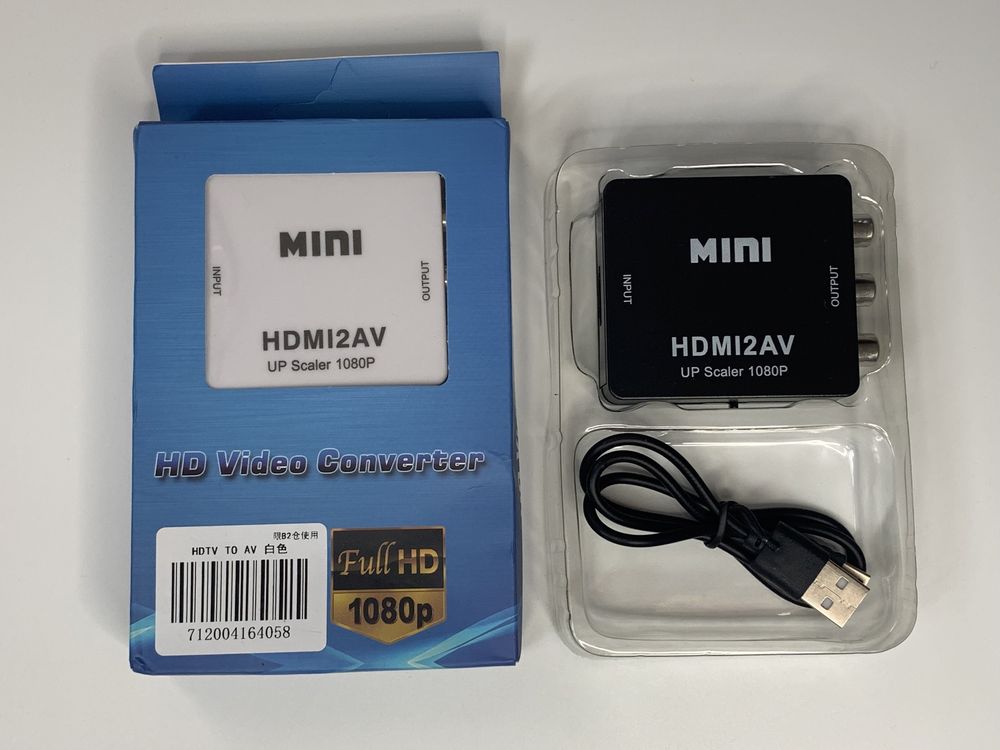 MINI
INPUT
OUTPUT
HDMI2AV
UP Scaler 1080P
HD Video Converter
限B2仓使用
HDTV TO AV 白色
712004164058
Full HD
1080p
MINI
INPUT
OUTPUT
HDMI2AV
UP Scaler 1080P